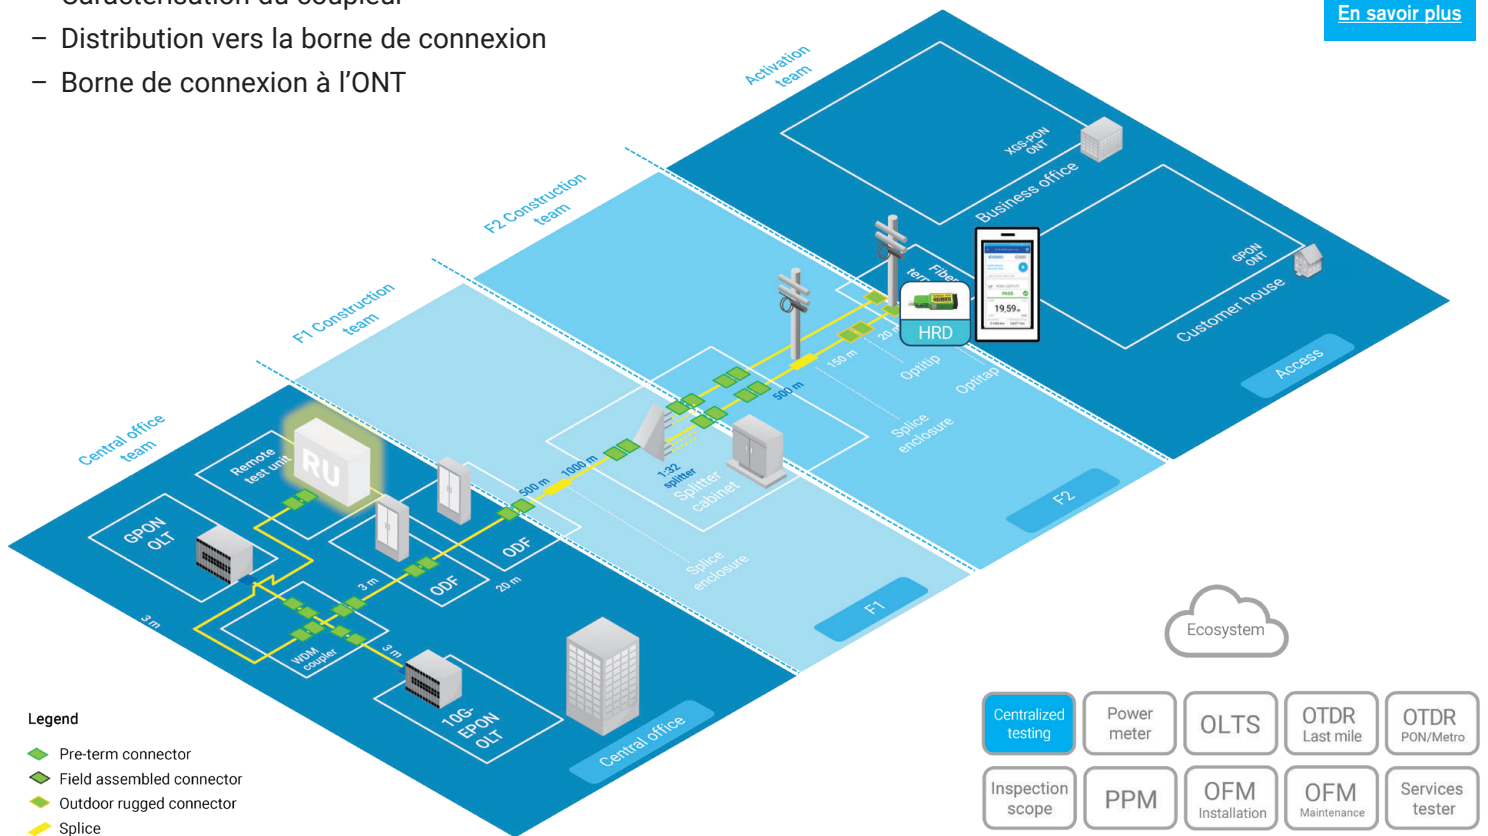 Caractérisation du coupleur
– Distribution vers la borne de connexion
– Borne de connexion à l’ONT
En savoir plus
Activation
team
XGS-PON
ONT
Business office
F2 Construction
team
GPON
ONT
Customer house
Access
Fiber
HRD
PASS
19,59
F1 Construction
team
20 m
150 m
500 m
Optitip
Optitap
Splice
enclosure
F2
Central office
team
Remote
test unit
RU
500 m
1000 m
1:32
splitter
Splitter
cabinet
GPON
OLT
ODF
ODF
20 m
3 m
Splice
enclosure
F1
3 m
WDM
coupler
3 m
10G-
EPON
OLT
Central office
Legend
Pre-term connector
Field assembled connector
Outdoor rugged connector
Splice
Ecosystem
Centralized
testing
Power
meter
OLTS
OTDR
Last mile
OTDR
PON/Metro
Inspection
scope
PPM
OFM
Installation
OFM
Maintenance
Services
tester